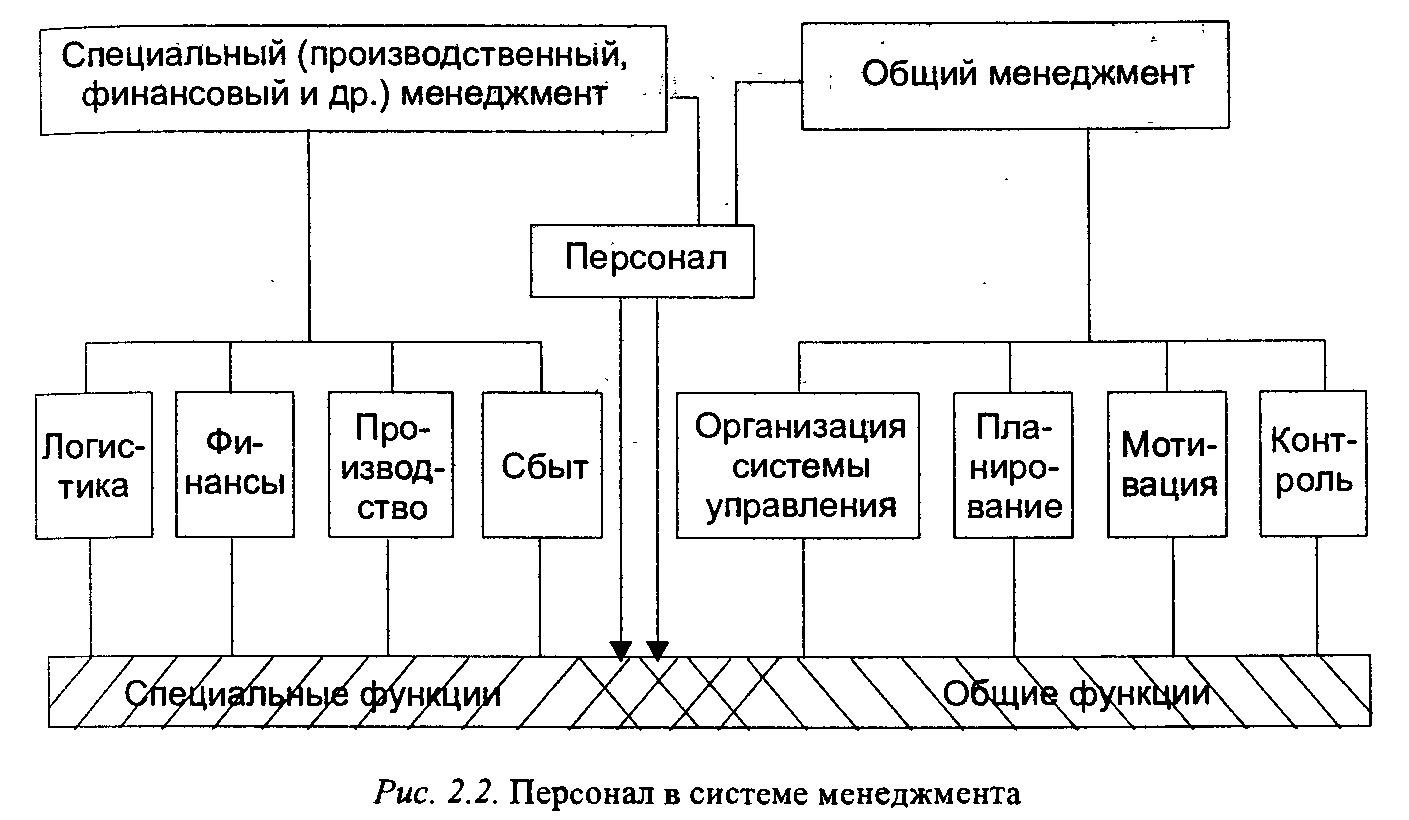 Специальный (производственный,
финансовый и др.) менеджмент
Общий менеджмент
Персонал
Логис-
тика
Фи-
нансы
Про-
извод-
ство
Сбыт
Организация
системы
управления
Пла-
ниро-
вание
Моти-
вация
Конт-
роль
Специальные функции
Общие функции
Рис. 2.2. Персонал в системе менеджмента